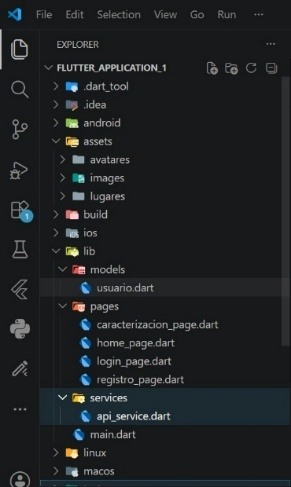 File Edit Selection View Go Run ...
EXPLORER ...
FLUTTER_APPLICATION_1
.dart_tool
.idea
android
assets
avatares
images
lugares
build
ios
lib
models
usuario.dart
pages
caracterizacion_page.dart
home_page.dart
login_page.dart
registro_page.dart
services
api_service.dart
main.dart
linux
macos